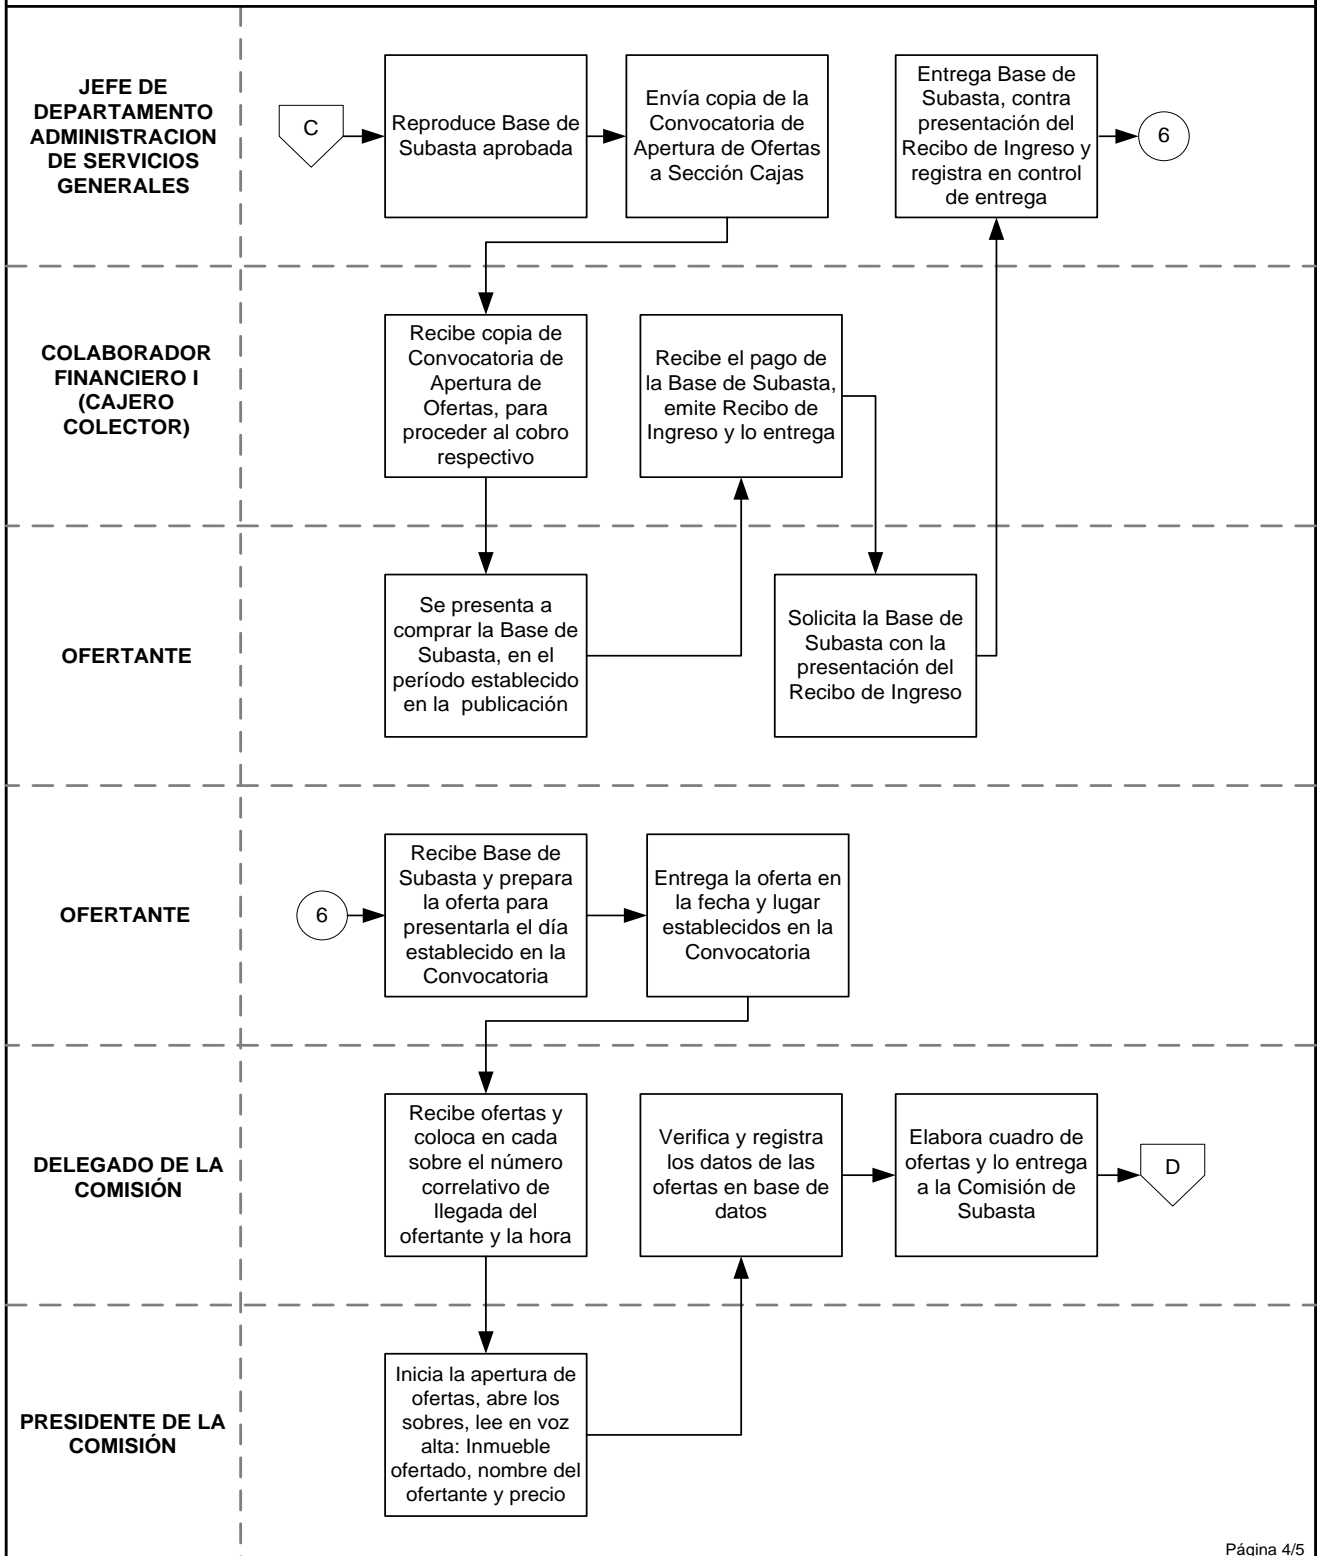 JEFE DE
DEPARTAMENTO
ADMINISTRACION
DE SERVICIOS
GENERALES
C
Reproduce Base de
Subasta aprobada
Envía copia de la
Convocatoria de
Apertura de Ofertas
a Sección Cajas
Entrega Base de
Subasta, contra
presentación del
Recibo de Ingreso y
registra en control
de entrega
6
COLABORADOR
FINANCIERO I
(CAJERO
COLECTOR)
Recibe copia de
Convocatoria de
Apertura de
Ofertas, para
proceder al cobro
respectivo
Recibe el pago de
la Base de Subasta,
emite Recibo de
Ingreso y lo entrega
OFERTANTE
Se presenta a
comprar la Base de
Subasta, en el
período establecido
en la  publicación
Solicita la Base de
Subasta con la
presentación del
Recibo de Ingreso
OFERTANTE
6
Recibe Base de
Subasta y prepara
la oferta para
presentarla el día
establecido en la
Convocatoria
Entrega la oferta en
la fecha y lugar
establecidos en la
Convocatoria
DELEGADO DE LA
COMISIÓN
Recibe ofertas y
coloca en cada
sobre el número
correlativo de
llegada del
ofertante y la hora
Verifica y registra
los datos de las
ofertas en base de
datos
Elabora cuadro de
ofertas y lo entrega
a la Comisión de
Subasta
D
PRESIDENTE DE LA
COMISIÓN
Inicia la apertura de
ofertas, abre los
sobres, lee en voz
alta: Inmueble
ofertado, nombre del
ofertante y precio
Página 4/5